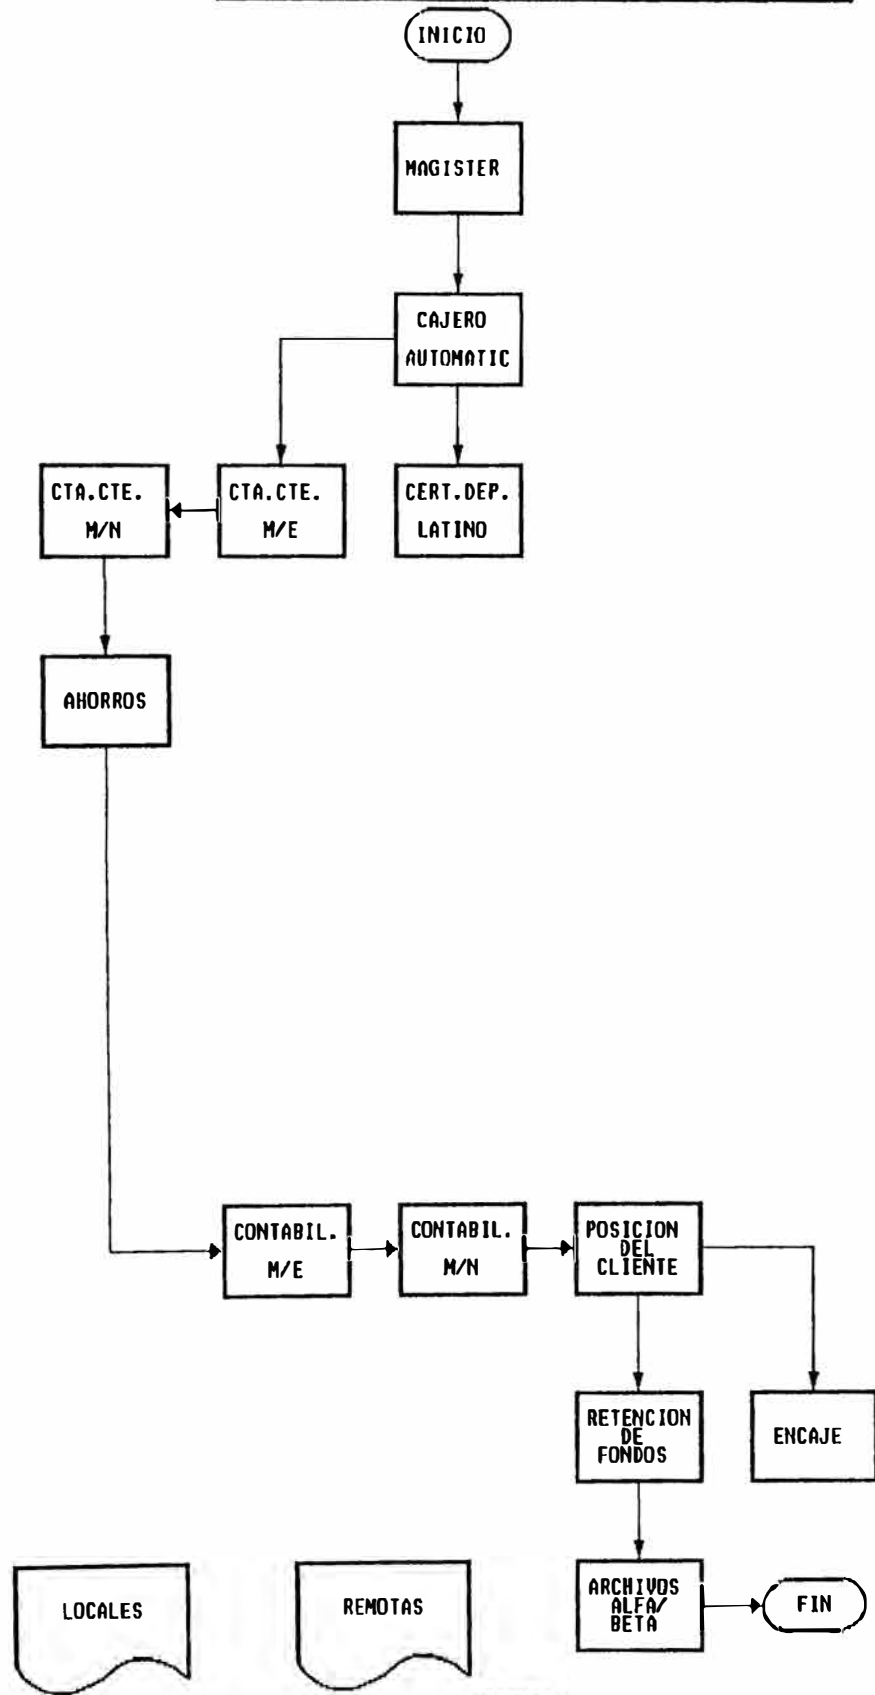 INICIO
MAGISTER
CAJERO
AUTOMATIC
CTA.CTE.
M/N
CTA.CTE.
M/E
CERT.DEP.
LATINO
AHORROS
CONTABIL.
M/E
CONTABIL.
M/N
POSICION
DEL
CLIENTE
RETENCION
DE
FONDOS
ENCAJE
LOCALES
REMOTAS
ARCHIVOS
ALFA/
BETA
FIN